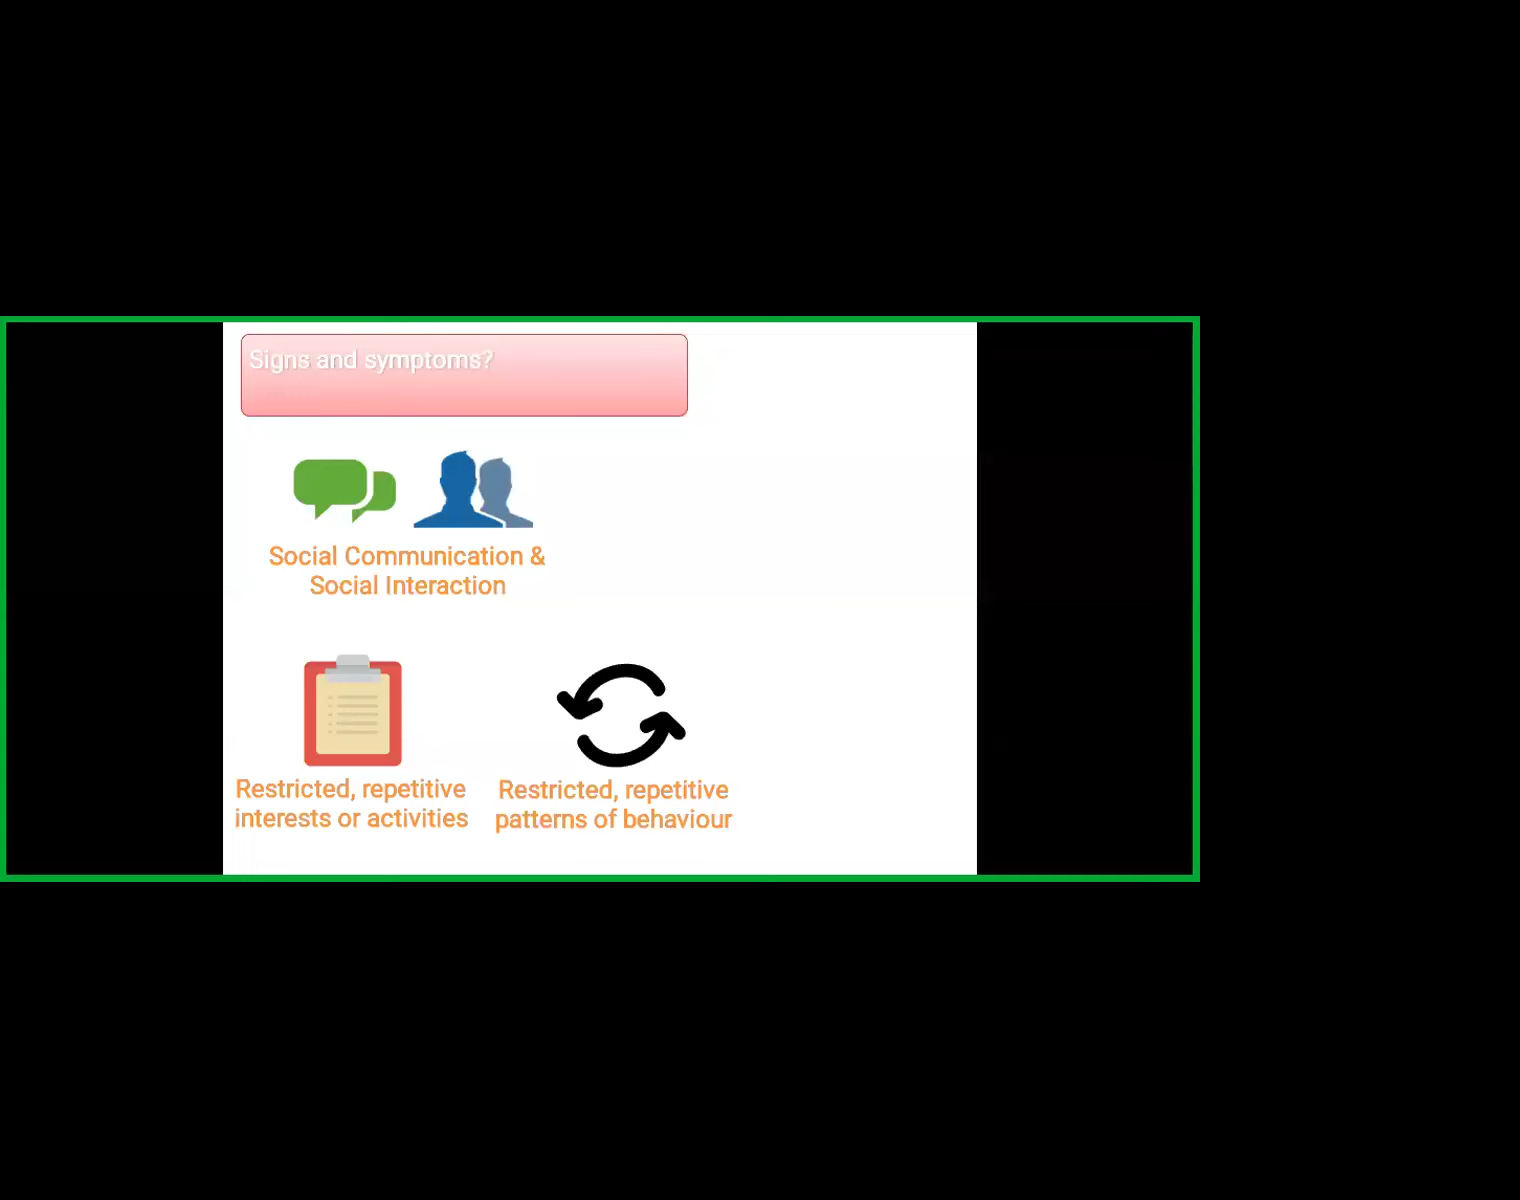 Signs and symptoms?
Social Communication &
Social Interaction
Restricted, repetitive
interests or activities
Restricted, repetitive
patterns of behaviour